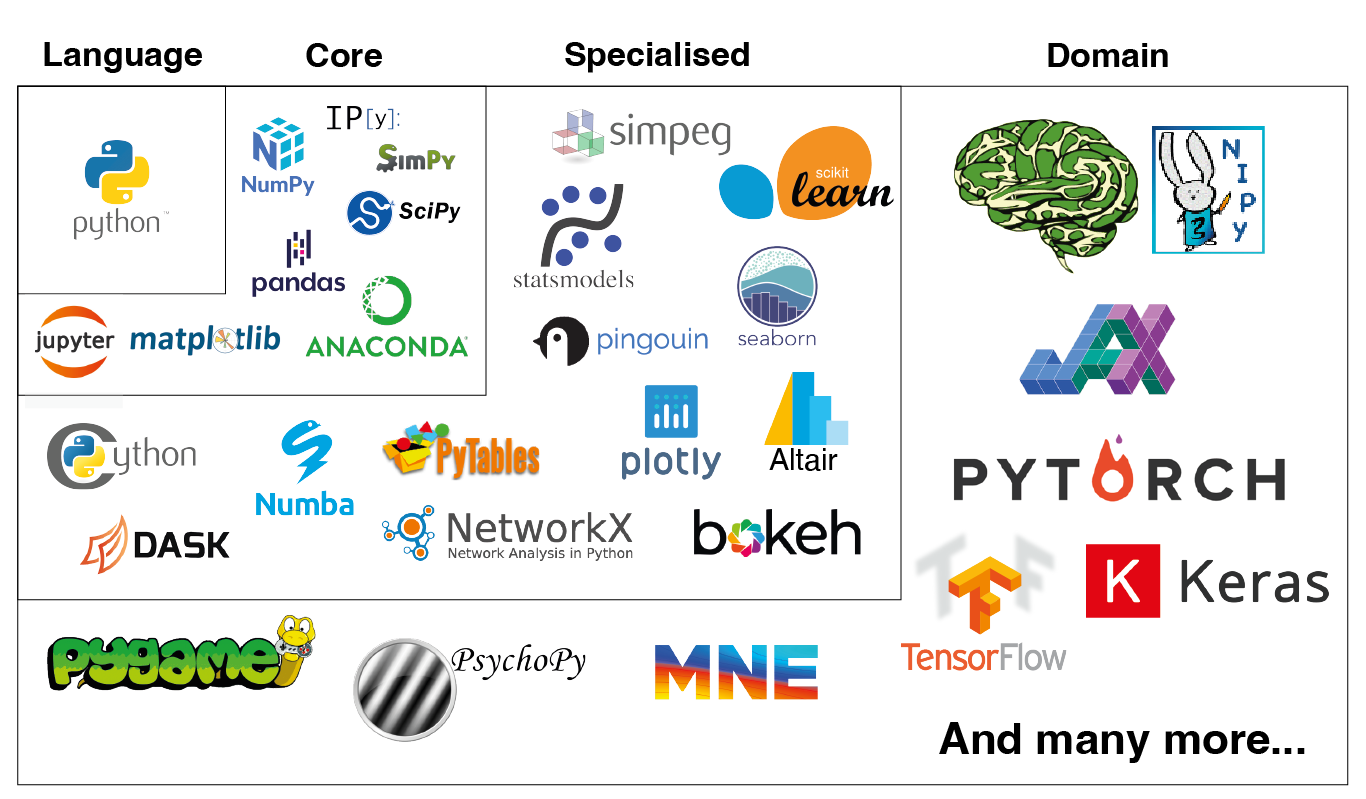 Language
Core
Specialised
Domain
python™
NumPy
IP[y]:
SimPy
SciPy
pandas
jupyter
matplotlib
ANACONDA®
simpeg
scikit
learn
statsmodels
seaborn
pingouin
Cython
Numba
PyTables
plotly
Altair
DASK
NetworkX
Network Analysis in Python
bokeh
NIPY
JAX
PYTORCH
TF
TensorFlow
K Keras
pygame
PsychoPy
MNE
And many more...